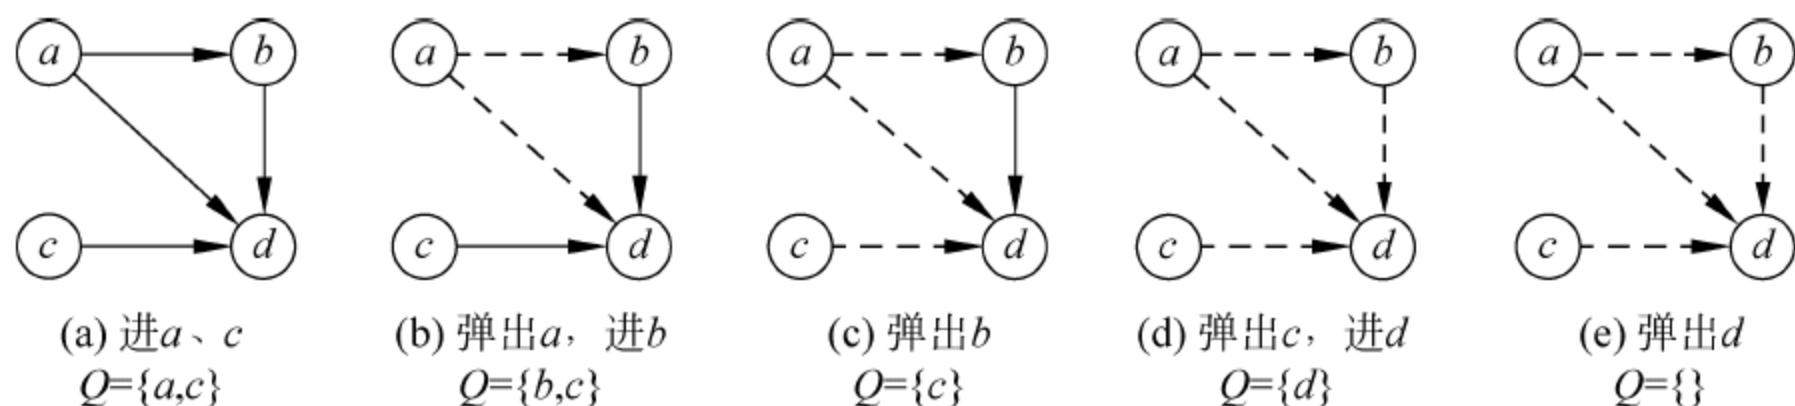 a b a b a b a b a b
c d c d c d c d c d
(a) 进a、c (b) 弹出a，进b (c) 弹出b (d) 弹出c，进d (e) 弹出d
Q={a,c} Q={b,c} Q={c} Q={d} Q={}